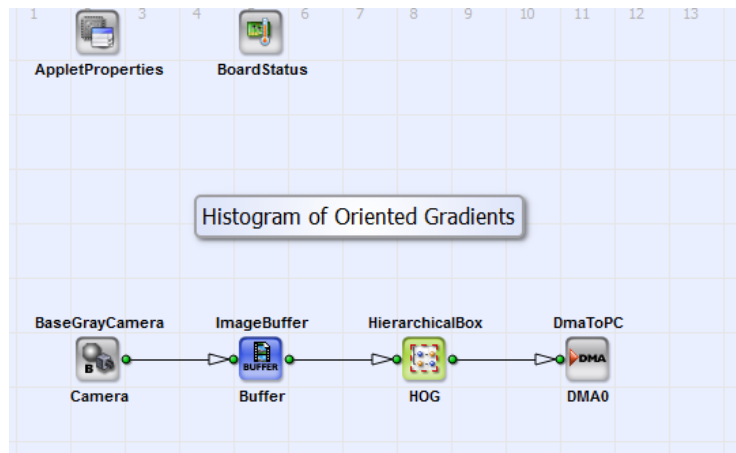 1 2 3 4 5 6 7 8 9 10 11 12 13
AppletProperties BoardStatus
Histogram of Oriented Gradients
BaseGrayCamera ImageBuffer HierarchicalBox DmaToPC
B BUFFER DMA
Camera Buffer HOG DMA0